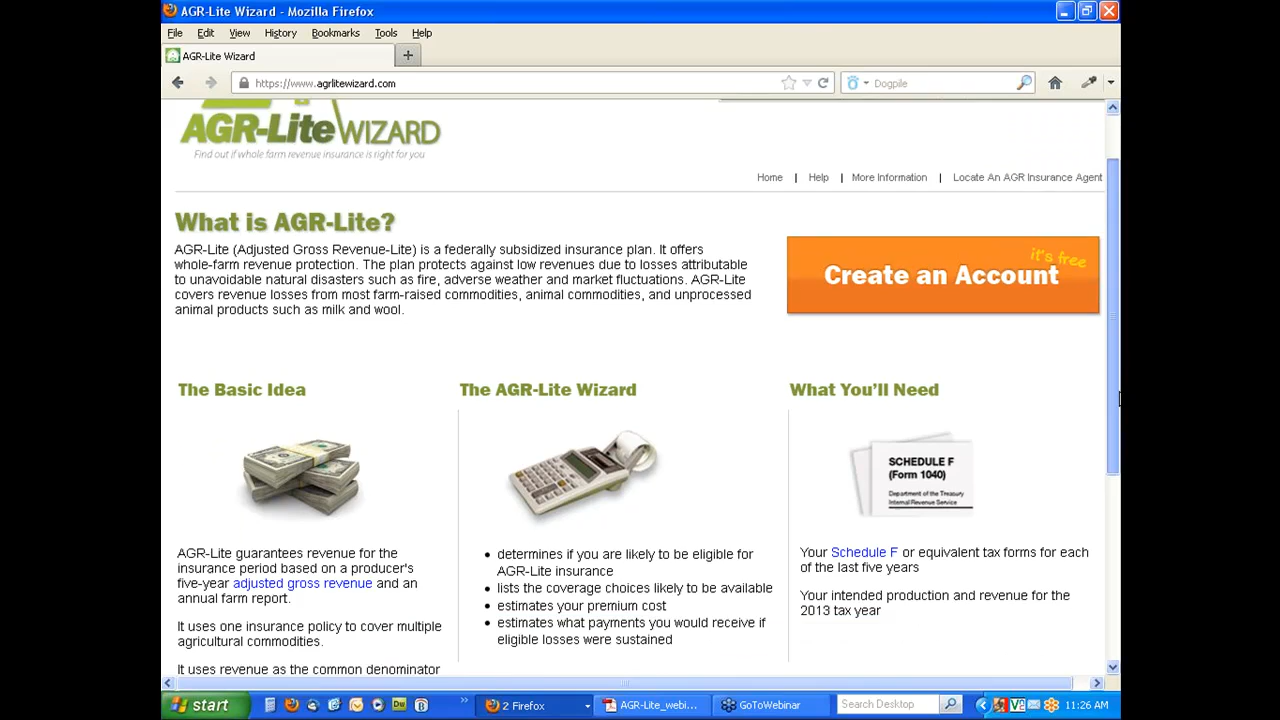 AGR-Lite Wizard - Mozilla Firefox
File Edit View History Bookmarks Tools Help
AGR-Lite Wizard
https://www.agrlitewizard.com
Dogpile
AGR-Lite WIZARD
Find out if whole farm revenue insurance is right for you
Home | Help | More Information | Locate An AGR Insurance Agent
What is AGR-Lite?
AGR-Lite (Adjusted Gross Revenue-Lite) is a federally subsidized insurance plan. It offers
whole-farm revenue protection. The plan protects against low revenues due to losses attributable
to unavoidable natural disasters such as fire, adverse weather and market fluctuations. AGR-Lite
covers revenue losses from most farm-raised commodities, animal commodities, and unprocessed
animal products such as milk and wool.
it's free
Create an Account
The Basic Idea
AGR-Lite guarantees revenue for the
insurance period based on a producer's
five-year adjusted gross revenue and an
annual farm report.
It uses one insurance policy to cover multiple
agricultural commodities.
It uses revenue as the common denominator
The AGR-Lite Wizard
• determines if you are likely to be eligible for
AGR-Lite insurance
• lists the coverage choices likely to be available
• estimates your premium cost
• estimates what payments you would receive if
eligible losses were sustained
What You'll Need
SCHEDULE F
(Form 1040)
Department of the Treasury
Internal Revenue Service
Your Schedule F or equivalent tax forms for each
of the last five years
Your intended production and revenue for the
2013 tax year
start
2 Firefox
AGR-Lite_webi...
GoToWebinar
Search Desktop
11:26 AM